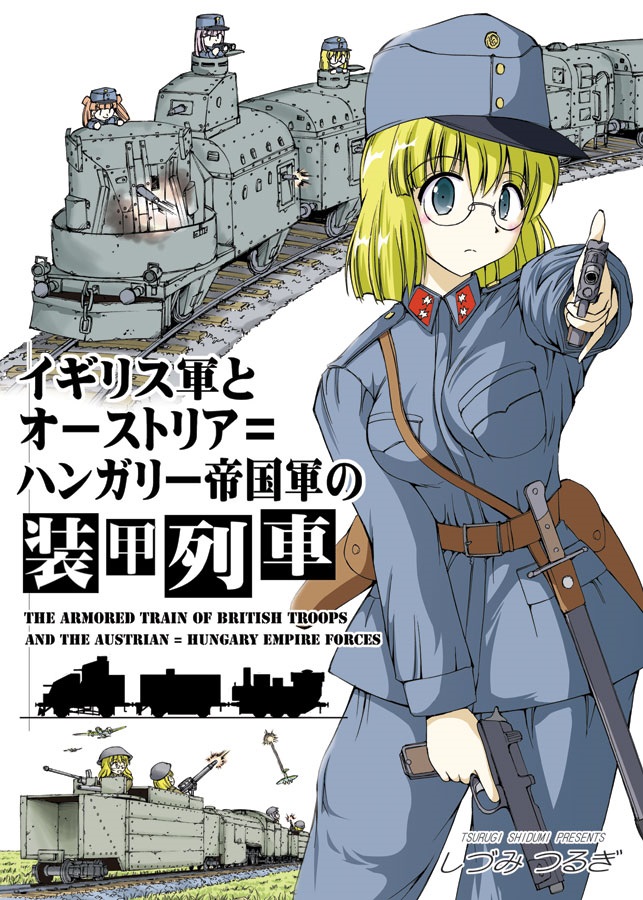 イギリス軍と
オーストリア＝
ハンガリー帝国軍の
装甲列車
THE ARMORED TRAIN OF BRITISH TROOPS
AND THE AUSTRIAN = HUNGARY EMPIRE FORCES
TSURUGI SHIDUMI PRESENTS
しづみ つるぎ